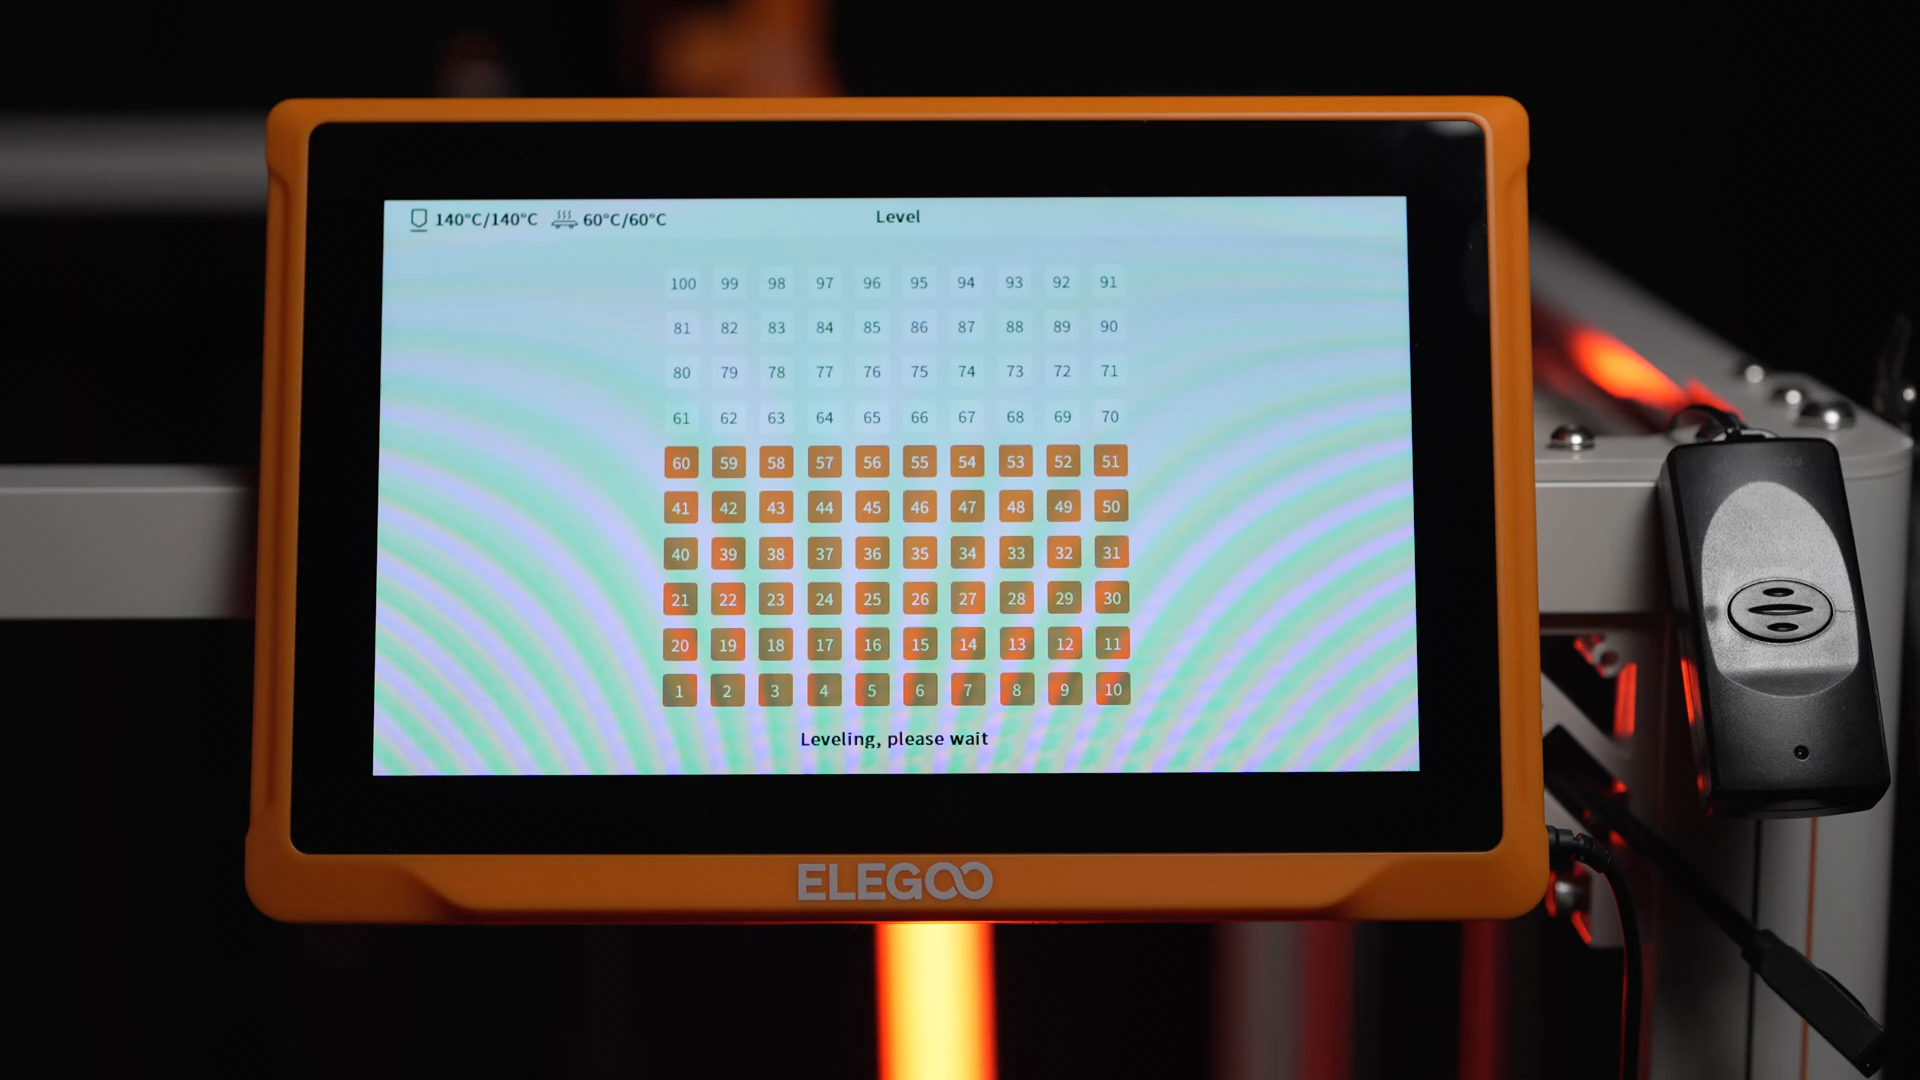 140°C/140°C 60°C/60°C Level
100 99 98 97 96 95 94 93 92 91
81 82 83 84 85 86 87 88 89 90
80 79 78 77 76 75 74 73 72 71
61 62 63 64 65 66 67 68 69 70
60 59 58 57 56 55 54 53 52 51
41 42 43 44 45 46 47 48 49 50
40 39 38 37 36 35 34 33 32 31
21 22 23 24 25 26 27 28 29 30
20 19 18 17 16 15 14 13 12 11
1 2 3 4 5 6 7 8 9 10
Leveling, please wait
ELEGOO